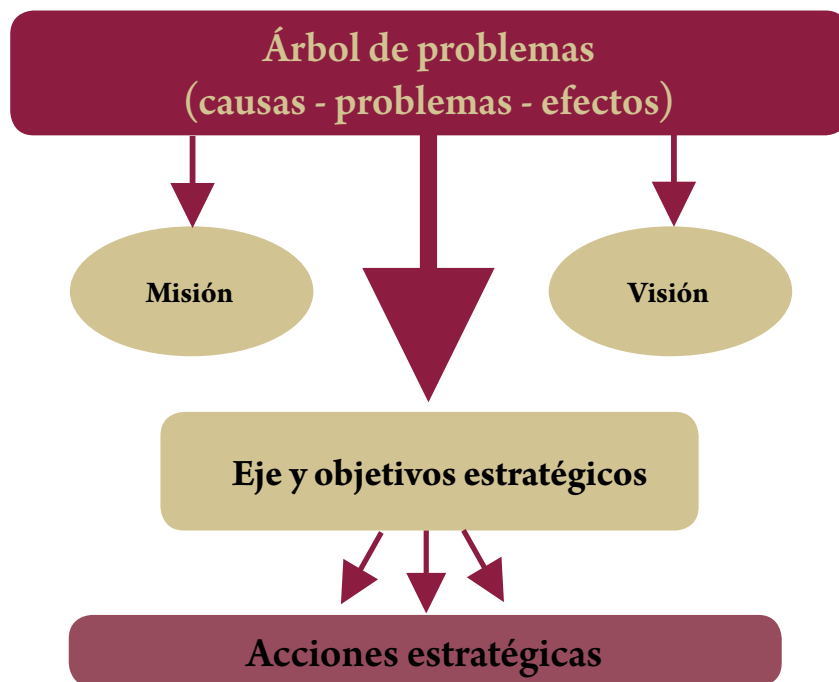 Árbol de problemas
(causas - problemas - efectos)
Misión
Visión
Eje y objetivos estratégicos
Acciones estratégicas